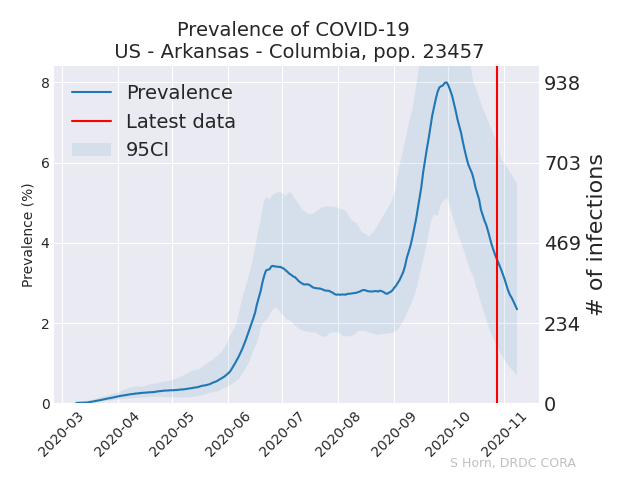 Prevalence of COVID-19
US - Arkansas - Columbia, pop. 23457
Prevalence
Latest data
95CI
8
6
4
2
0
Prevalence (%)
938
703
469
234
0
# of infections
2020-03
2020-04
2020-05
2020-06
2020-07
2020-08
2020-09
2020-10
2020-11
S Horn, DRDC CORA